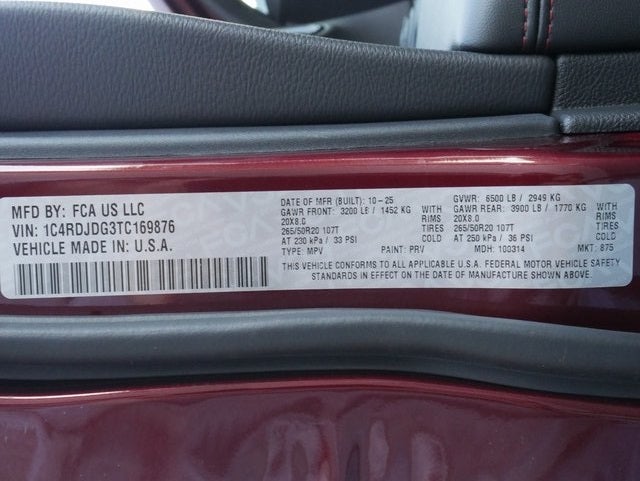 MFD BY: FCA US LLC
VIN: 1C4RDJDG3TC169876
VEHICLE MADE IN U.S.A.
DATE OF MFR (BUILT): 10-25
GAWR FRONT: 3200 LB / 1452 KG
20X8.0 RIMS
265/50R20 107T TIRES
AT 230 kPa / 33 PSI COLD
TYPE: MPV PAINT: PRV
GVWR: 6500 LB / 2949 KG
GAWR REAR: 3900 LB / 1770 KG
20X8.0 RIMS
265/50R20 107T TIRES
AT 250 kPa / 36 PSI COLD
MDH: 100314 MKT: 875
THIS VEHICLE CONFORMS TO ALL APPLICABLE U.S.A. FEDERAL MOTOR VEHICLE SAFETY
STANDARDS IN EFFECT ON THE DATE OF MANUFACTURE SHOWN ABOVE.